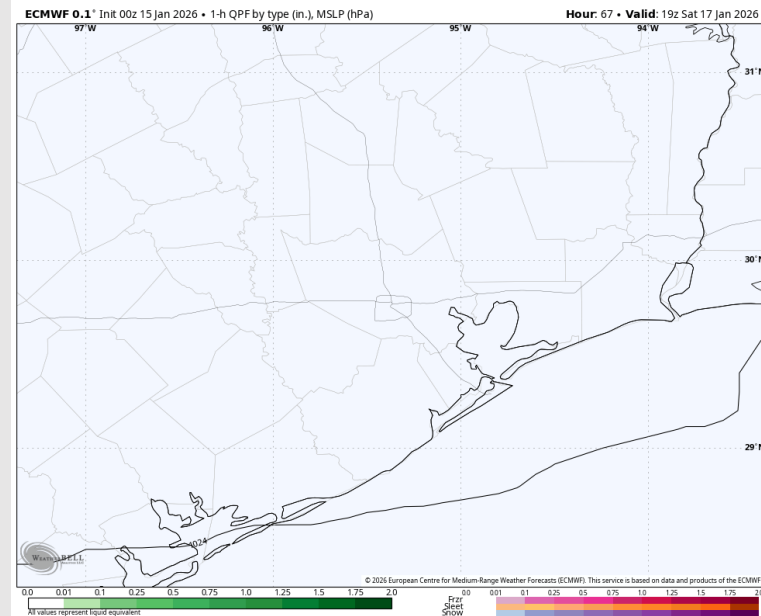 ECMWF 0.1° Init 00z 15 Jan 2026 • 1-h QPF by type (in.), MSLP (hPa)
Hour: 67 • Valid: 19z Sat 17 Jan 2026
97°W 96°W 95°W 94°W
31°N
30°N
29°N
1024
WeatherBELL
© 2026 European Centre for Medium-Range Weather Forecasts (ECMWF). This service is based on data and products of the ECMWF
0.0 0.01 0.1 0.25 0.5 0.75 1.0 1.25 1.5 1.75 2.0
0.0 0.01 0.1 0.25 0.5 0.75 1.0 1.25 1.5 1.75 2.0
Frzr
Sleet
Snow
All values represent liquid equivalent